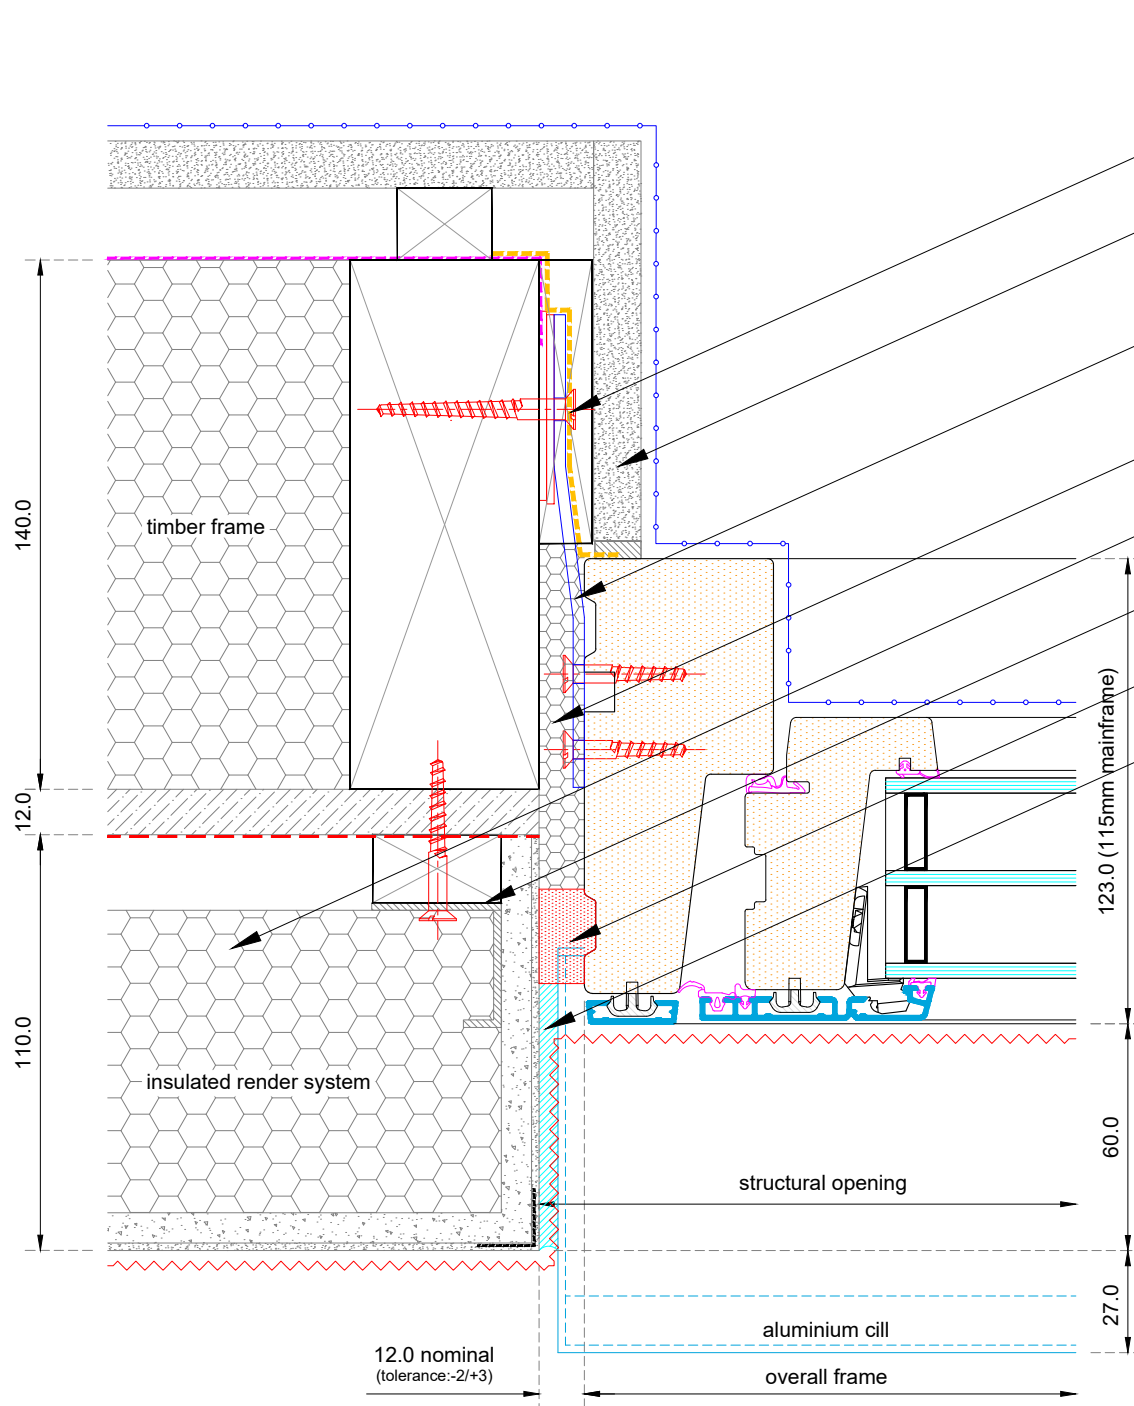 140.0
timber frame
12.0
123.0 (115mm mainframe)
110.0
insulated render system
60.0
structural opening
27.0
aluminium cill
12.0 nominal
(tolerance:-2/+3)
overall frame